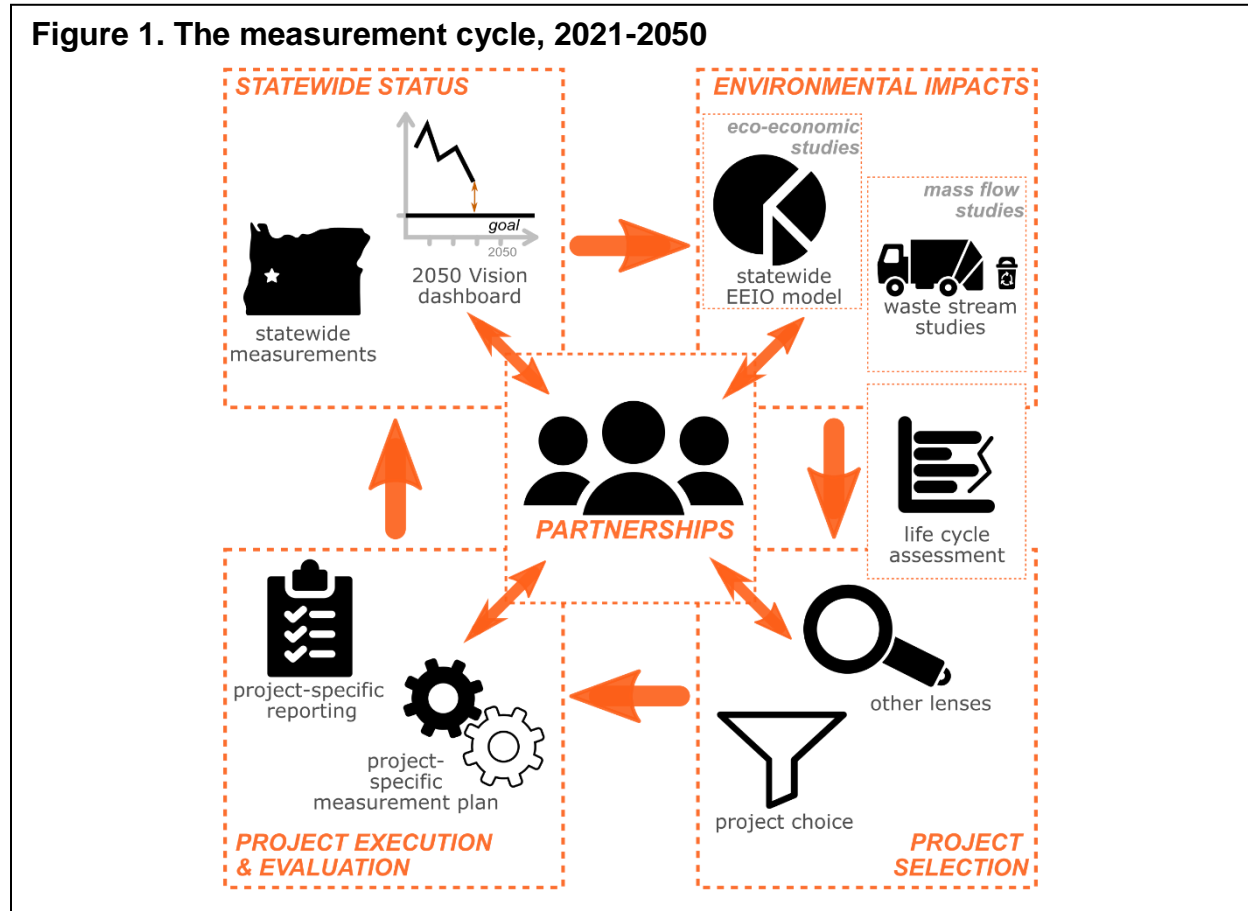 Figure 1. The measurement cycle, 2021-2050
STATEWIDE STATUS
goal
2050
2050 Vision
dashboard
statewide
measurements
ENVIRONMENTAL IMPACTS
eco-economic
studies
statewide
EEIO model
mass flow
studies
waste stream
studies
life cycle
assessment
PARTNERSHIPS
project-specific
reporting
project-
specific
measurement plan
PROJECT EXECUTION
& EVALUATION
other lenses
project choice
PROJECT
SELECTION